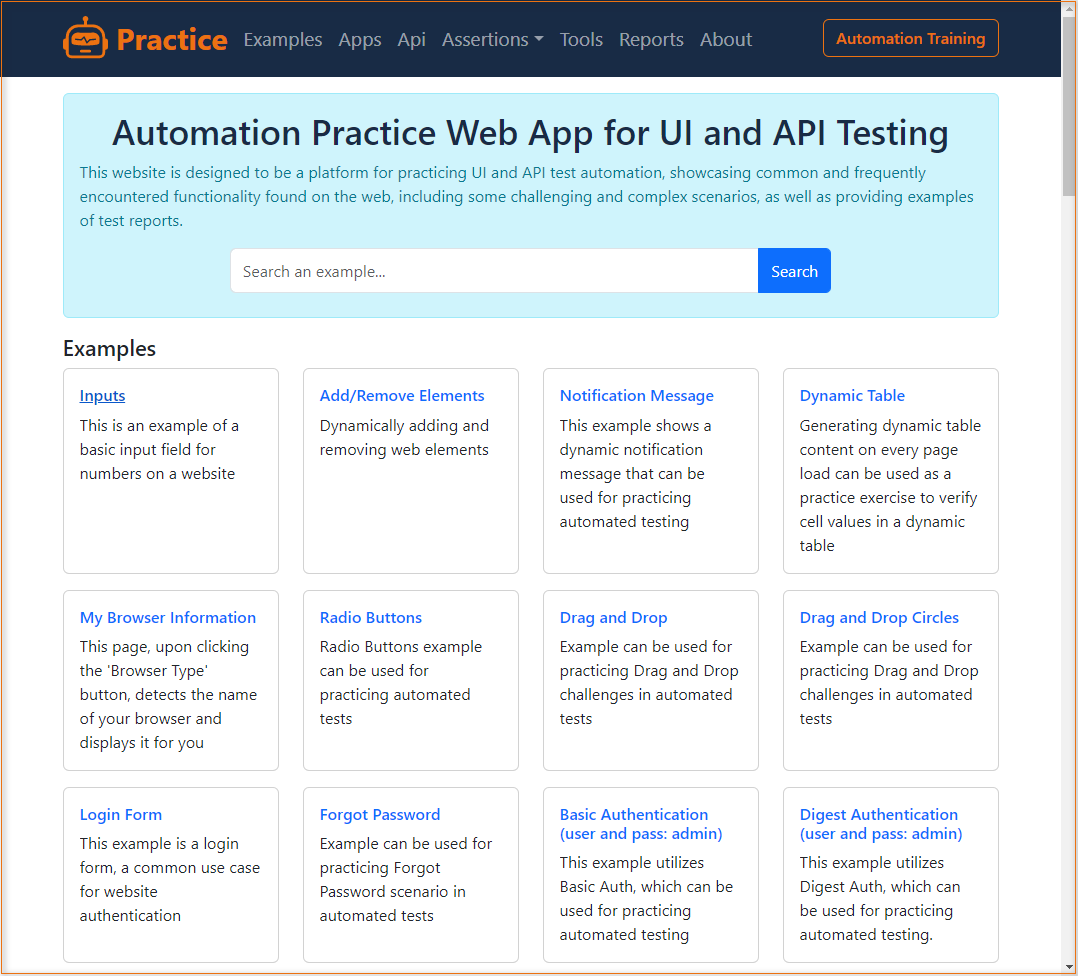 Practice Examples Apps Api Assertions Tools Reports About Automation Training
Automation Practice Web App for UI and API Testing
This website is designed to be a platform for practicing UI and API test automation, showcasing common and frequently
encountered functionality found on the web, including some challenging and complex scenarios, as well as providing examples
of test reports.
Search an example... Search
Examples
Inputs
This is an example of a
basic input field for
numbers on a website
Add/Remove Elements
Dynamically adding and
removing web elements
Notification Message
This example shows a
dynamic notification
message that can be
used for practicing
automated testing
Dynamic Table
Generating dynamic table
content on every page
load can be used as a
practice exercise to verify
cell values in a dynamic
table
My Browser Information
This page, upon clicking
the 'Browser Type'
button, detects the name
of your browser and
displays it for you
Radio Buttons
Radio Buttons example
can be used for
practicing automated
tests
Drag and Drop
Example can be used for
practicing Drag and Drop
challenges in automated
tests
Drag and Drop Circles
Example can be used for
practicing Drag and Drop
challenges in automated
tests
Login Form
This example is a login
form, a common use case
for website
authentication
Forgot Password
Example can be used for
practicing Forgot
Password scenario in
automated tests
Basic Authentication
(user and pass: admin)
This example utilizes
Basic Auth, which can be
used for practicing
automated testing
Digest Authentication
(user and pass: admin)
This example utilizes
Digest Auth, which can
be used for practicing
automated testing.